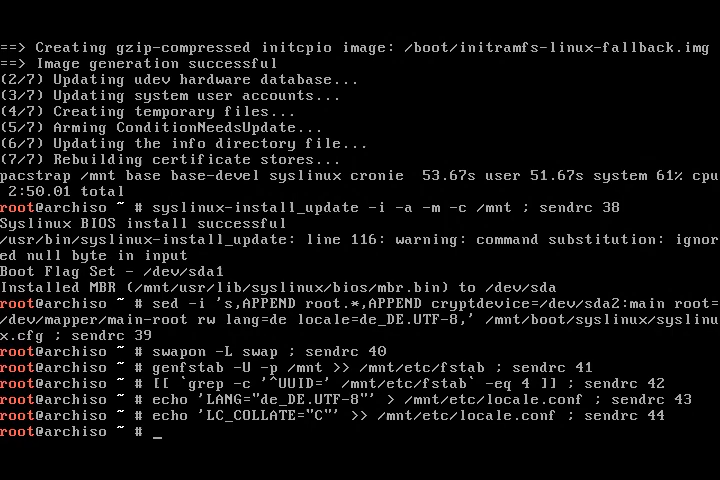 ==> Creating gzip-compressed initcpio image: /boot/initramfs-linux-fallback.img
==> Image generation successful
(2/7) Updating udev hardware database...
(3/7) Updating system user accounts...
(4/7) Creating temporary files...
(5/7) Arming ConditionNeedsUpdate...
(6/7) Updating the info directory file...
(7/7) Rebuilding certificate stores...
pacstrap /mnt base base-devel syslinux cronie  53.67s user 51.67s system 61% cpu
 2:50.01 total
root@archiso ~ # syslinux-install_update -i -a -m -c /mnt ; sendrc 38
Syslinux BIOS install successful
/usr/bin/syslinux-install_update: line 116: warning: command substitution: ignor
ed null byte in input
Boot Flag Set - /dev/sda1
Installed MBR (/mnt/usr/lib/syslinux/bios/mbr.bin) to /dev/sda
root@archiso ~ # sed -i 's,APPEND root.*,APPEND cryptdevice=/dev/sda2:main root=
/dev/mapper/main-root rw lang=de locale=de_DE.UTF-8,' /mnt/boot/syslinux/syslinu
x.cfg ; sendrc 39
root@archiso ~ # swapon -L swap ; sendrc 40
root@archiso ~ # genfstab -U -p /mnt >> /mnt/etc/fstab ; sendrc 41
root@archiso ~ # [[ `grep -c '^UUID=' /mnt/etc/fstab` -eq 4 ]] ; sendrc 42
root@archiso ~ # echo 'LANG="de_DE.UTF-8"' > /mnt/etc/locale.conf ; sendrc 43
root@archiso ~ # echo 'LC_COLLATE="C"' >> /mnt/etc/locale.conf ; sendrc 44
root@archiso ~ # _